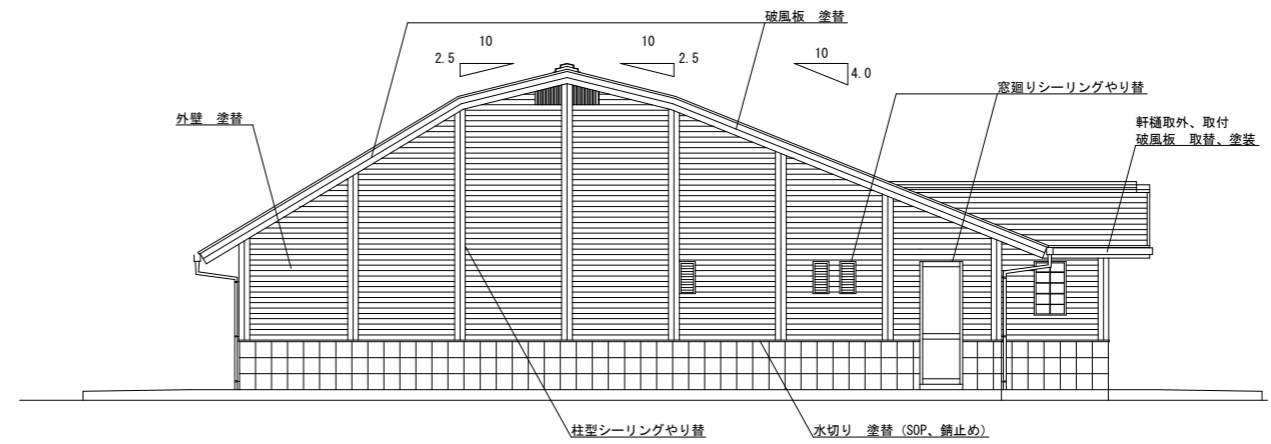 破風板　塗替
10
2.5
10
2.5
10
4.0
窓廻りシーリングやり替
外壁　塗替
軒樋取外、取付
破風板　取替、塗装
柱型シーリングやり替
水切り　塗替（SOP、錆止め）